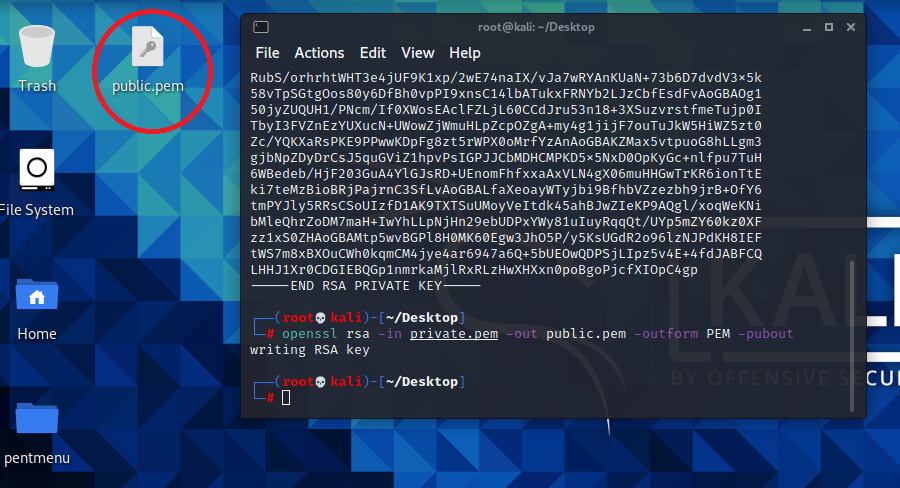 Trash
public.pem
File System
Home
pentmenu
root@kali: ~/Desktop
File Actions Edit View Help
RubS/orhrhtWHT3e4jUF9K1xp/2wE74naIX/vJa7wRYAnKUaN+73b6D7dvdV3×5k
58vTpSGtgOos80y6DfBh0vpPI9xnsC14lbATukxFRNYb2LJzCbfEsdFvAoGBAOg1
50jyZUQUH1/PNcm/If0XWosEAclFZLjL60CCdJru53n18+3XSuzvrstfmeTujp0I
TbyI3FVZnEzYUXucN+UWowZjWmuHLpZcpOZgA+my4g1jijF7ouTuJkW5HiWZ5zt0
Zc/YQKXaRsPKE9PPwwKDpFg8zt5rWPX0oMrfYzAnAoGBAKZMax5vtpuoG8hLLgm3
gjbNpZDyDrCsJ5quGViZ1hpvPsIGPJJCbMDHCMPKD5×5NxD0OpKyGc+nlfpu7TuH
6WBedeb/HjF203GuA4YlGJsRD+UEnomFhfxxaAxVLN4gX06muHHGwTrKR6ionTtE
ki7teMzBioBRjPajrnC3SfLvAoGBALfaXeoayWTyjbi9BfhbVZzezbh9jrB+OfY6
tmPYJly5RRsCSoUIzfD1AK9TXTSuUMoyVeItdk45ahBJwZIeKP9AQgl/xoqWeKNi
bMleQhrZoDM7maH+IwYhLLpNjHn29ebUDPxYWy81uIuyRqqQt/UYp5mZY60kz0XF
zz1xS0ZHAoGBAMtp5wvBGPl8H0MK60Egw3JhO5P/y5KsUGdR2o96lzNJPdKH8IEF
tWS7m8xBXOuCWh0kqmCM4jye4ar6947a6Q+5bUEOwQDPSjLIpz5v4E+4fdJABFCQ
LHHJ1Xr0CDGIEBQGp1nmrkaMjlRxRLzHwXHXxn0poBgoPjcfXIOpC4gp
-----END RSA PRIVATE KEY-----
┌──(root💀kali)-[~/Desktop]
└─# openssl rsa -in private.pem -out public.pem -outform PEM -pubout
writing RSA key
┌──(root💀kali)-[~/Desktop]
└─#
KAL
BY OFFENSIVE SECU